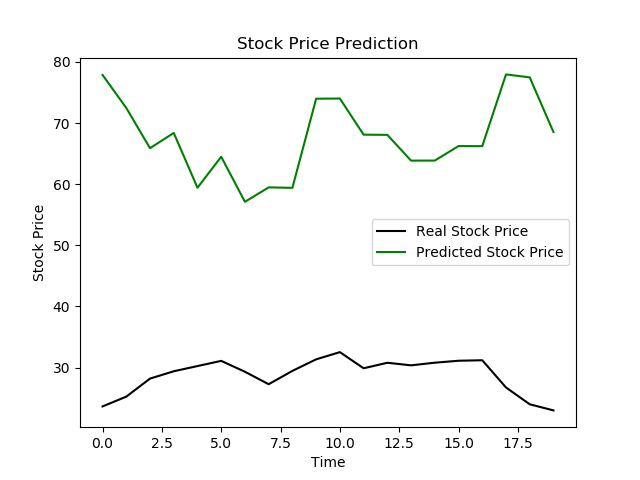 Stock Price Prediction
80
70
60
50
40
30
Stock Price
Real Stock Price
Predicted Stock Price
0.0 2.5 5.0 7.5 10.0 12.5 15.0 17.5
Time